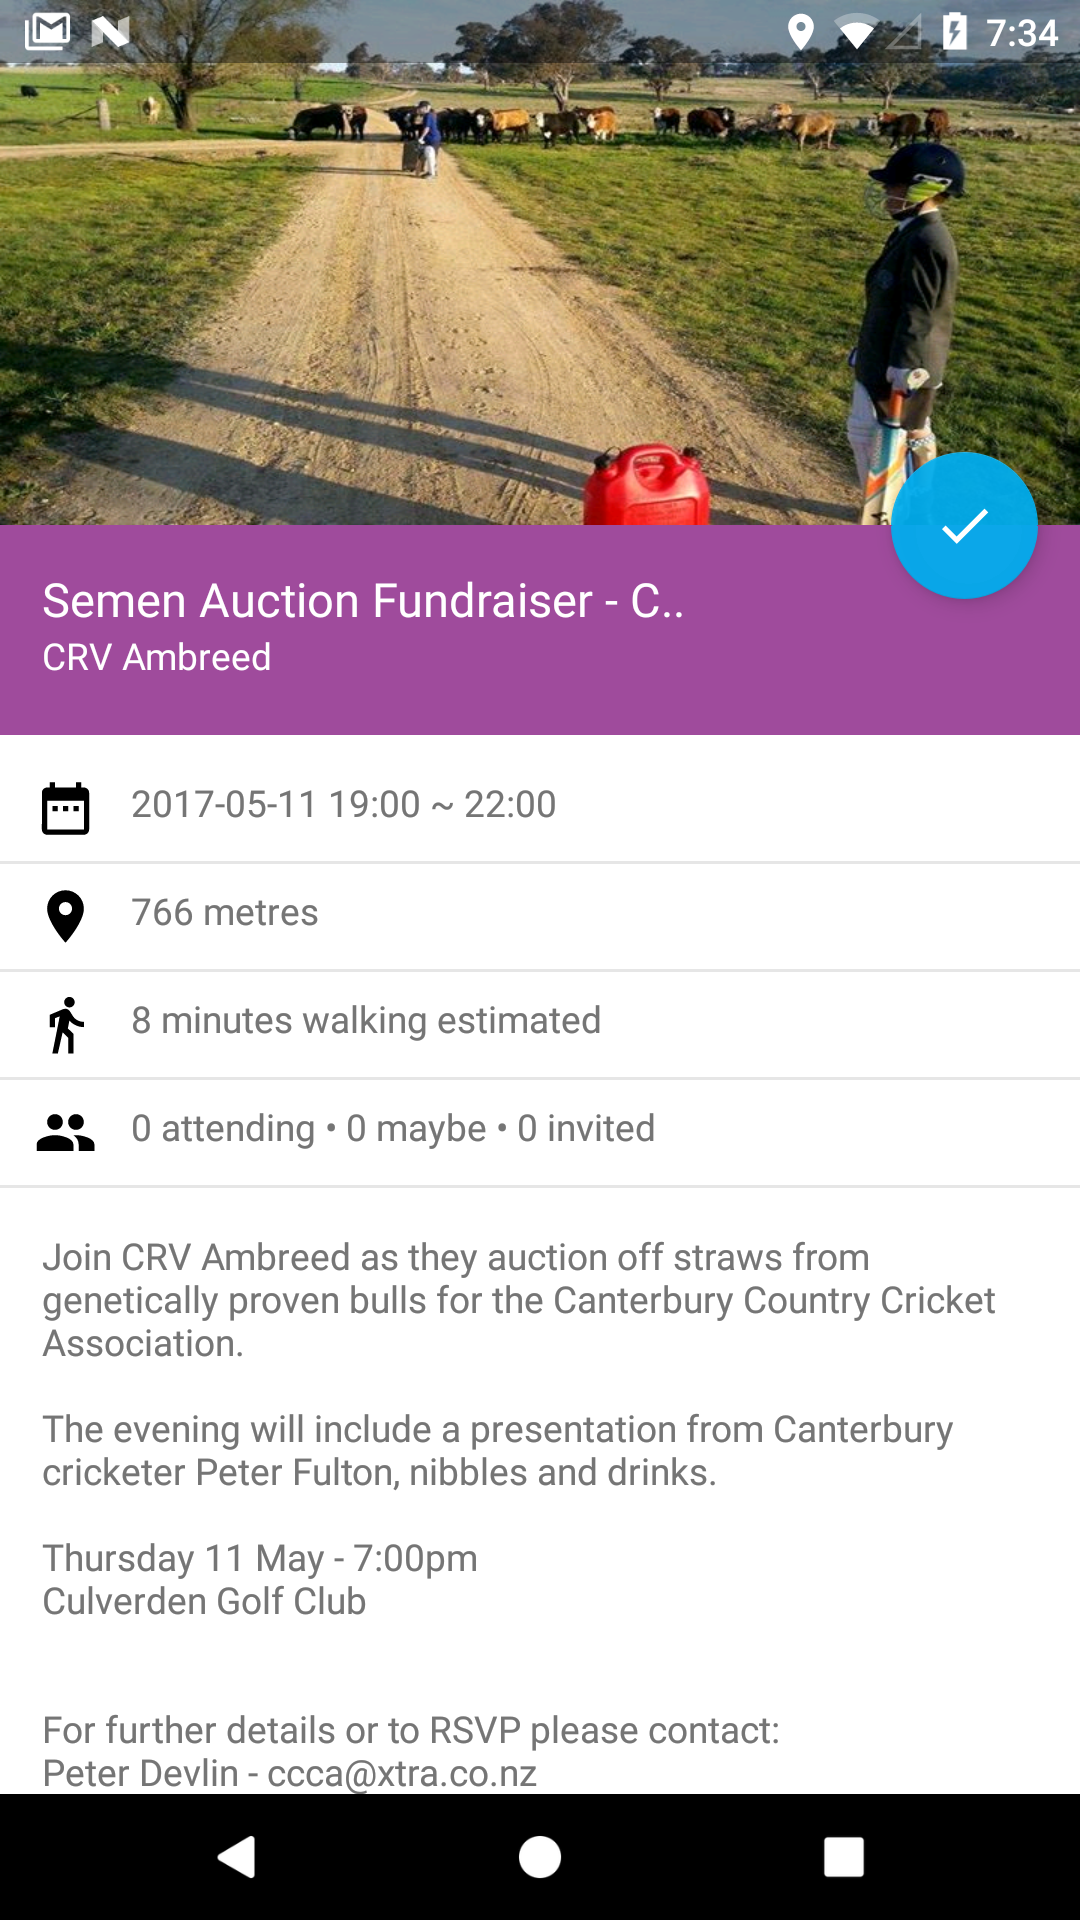 7:34
Semen Auction Fundraiser - C..
CRV Ambreed
2017-05-11 19:00 ~ 22:00
766 metres
8 minutes walking estimated
0 attending • 0 maybe • 0 invited
Join CRV Ambreed as they auction off straws from
genetically proven bulls for the Canterbury Country Cricket
Association.
The evening will include a presentation from Canterbury
cricketer Peter Fulton, nibbles and drinks.
Thursday 11 May - 7:00pm
Culverden Golf Club
For further details or to RSVP please contact:
Peter Devlin - ccca@xtra.co.nz